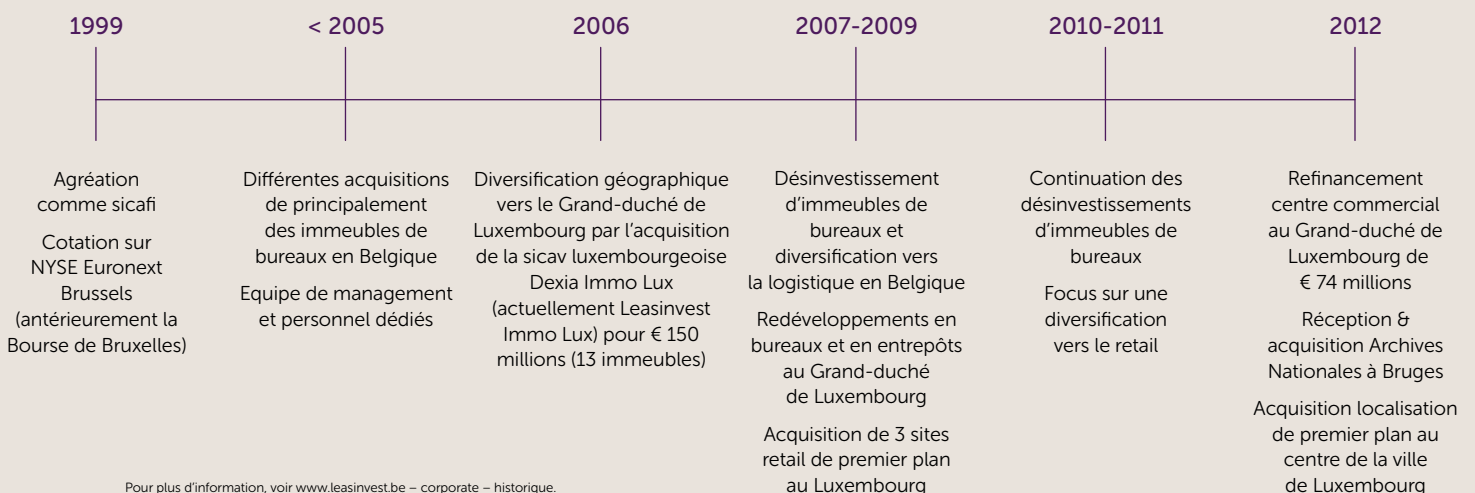 1999
Agréation
comme sicafi
Cotation sur
NYSE Euronext
Brussels
(antérieurement la
Bourse de Bruxelles)
< 2005
Différentes acquisitions
de principalement
des immeubles de
bureaux en Belgique
Equipe de management
et personnel dédiés
2006
Diversification géographique
vers le Grand-duché de
Luxembourg par l'acquisition
de la sicav luxembourgeoise
Dexia Immo Lux
(actuellement Leasinvest
Immo Lux) pour € 150
millions (13 immeubles)
2007-2009
Désinvestissement
d'immeubles de
bureaux et
diversification vers
la logistique en Belgique
Redéveloppements en
bureaux et en entrepôts
au Grand-duché
de Luxembourg
Acquisition de 3 sites
retail de premier plan
au Luxembourg
2010-2011
Continuation des
désinvestissements
d'immeubles de
bureaux
Focus sur une
diversification
vers le retail
2012
Refinancement
centre commercial
au Grand-duché de
Luxembourg de
€ 74 millions
Réception &
acquisition Archives
Nationales à Bruges
Acquisition localisation
de premier plan au
centre de la ville
de Luxembourg
Pour plus d'information, voir www.leasinvest.be – corporate – historique.